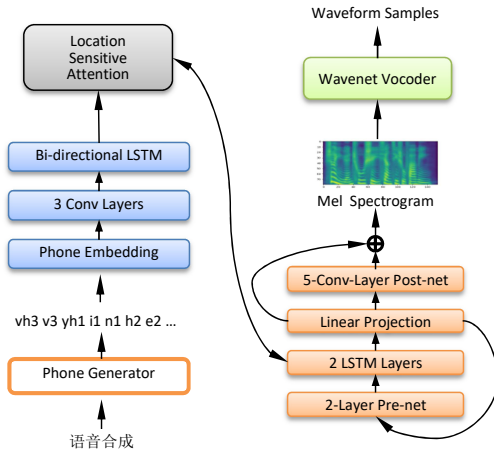 Location
Sensitive
Attention
Bi-directional LSTM
3 Conv Layers
Phone Embedding
vh3 v3 yh1 i1 n1 h2 e2 ...
Phone Generator
语音合成
Waveform Samples
Wavenet Vocoder
Mel Spectrogram
5-Conv-Layer Post-net
Linear Projection
2 LSTM Layers
2-Layer Pre-net